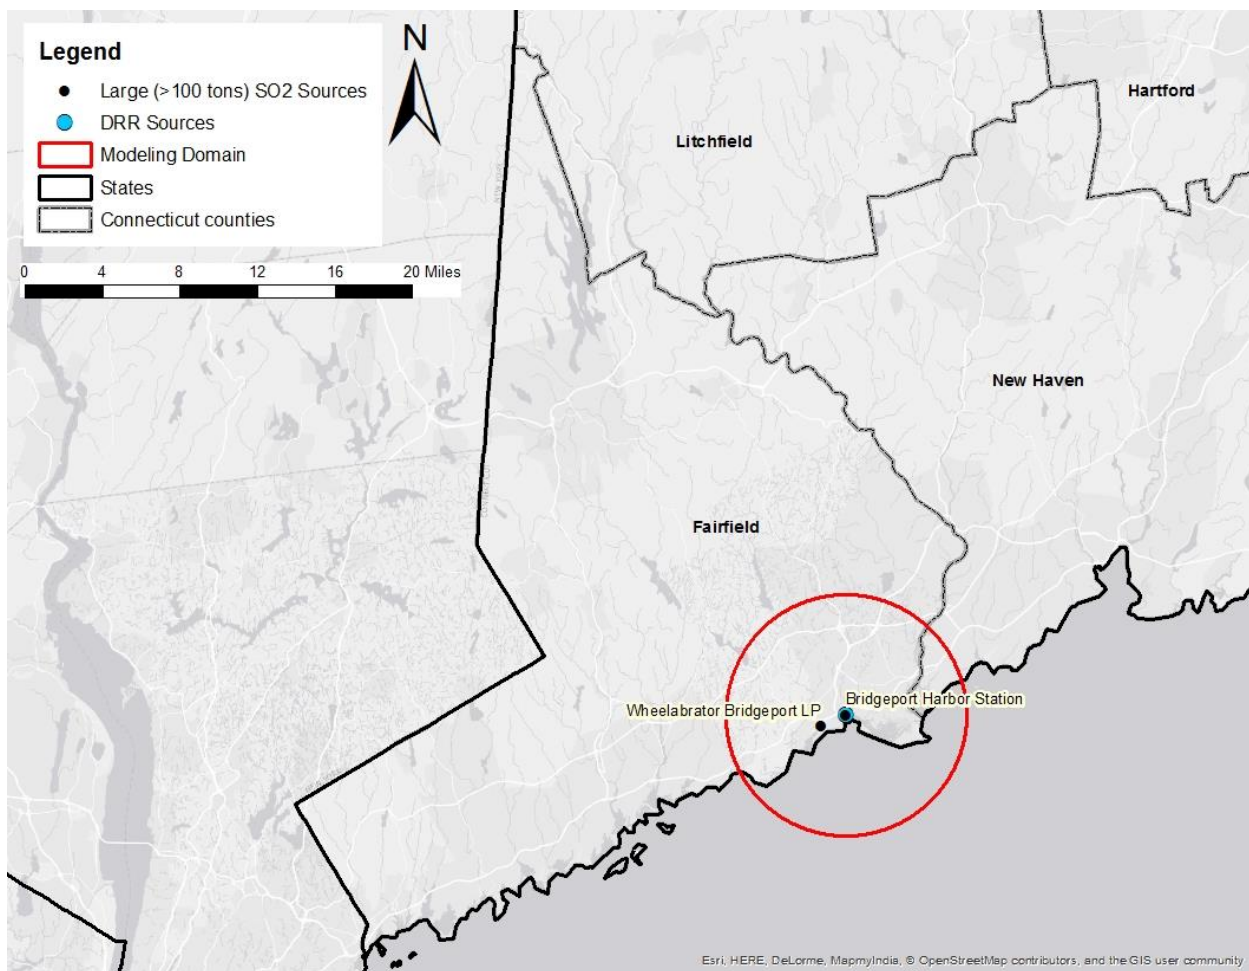 Legend
Large (>100 tons) SO2 Sources
DRR Sources
Modeling Domain
States
Connecticut counties
N
0 4 8 12 16 20 Miles
Hartford
Litchfield
New Haven
Fairfield
Bridgeport Harbor Station
Wheelabrator Bridgeport LP
Esri, HERE, DeLorme, MapmyIndia, © OpenStreetMap contributors, and the GIS user community